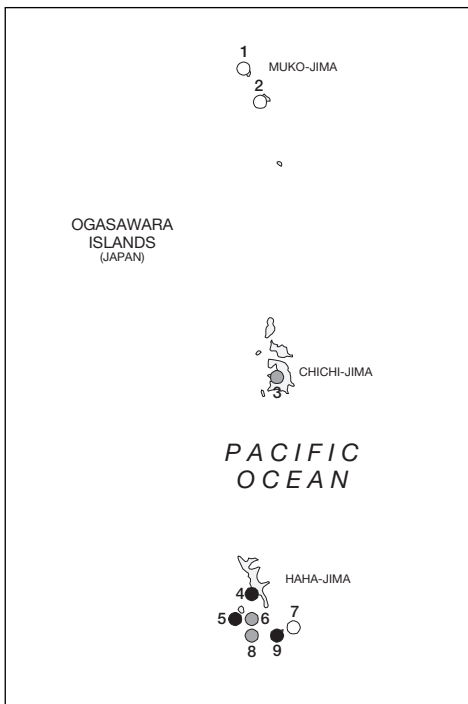 1
MUKO-JIMA
2
OGASAWARA
ISLANDS
(JAPAN)
CHICHI-JIMA
3
PACIFIC
OCEAN
HAHA-JIMA
4
7
5
6
8
9